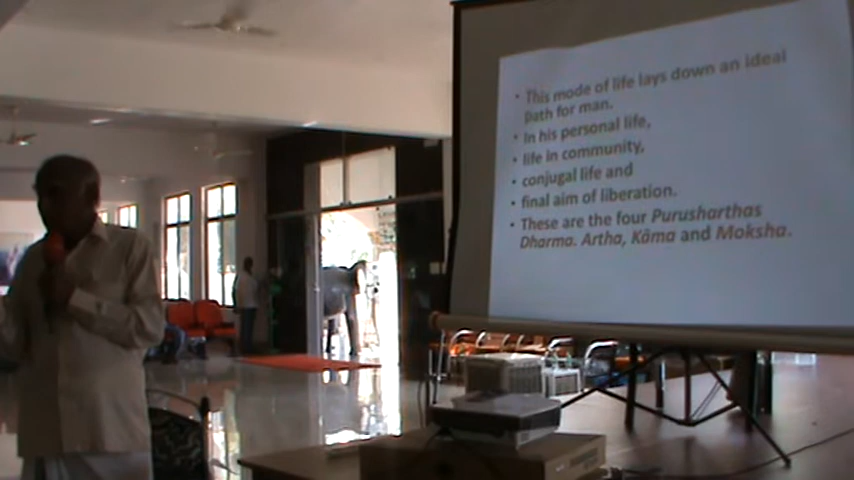 • This mode of life lays down an ideal
path for man.
• In his personal life,
• life in community,
• conjugal life and
• final aim of liberation.
• These are the four Purusharthas
Dharma. Artha, Kāma and Moksha.